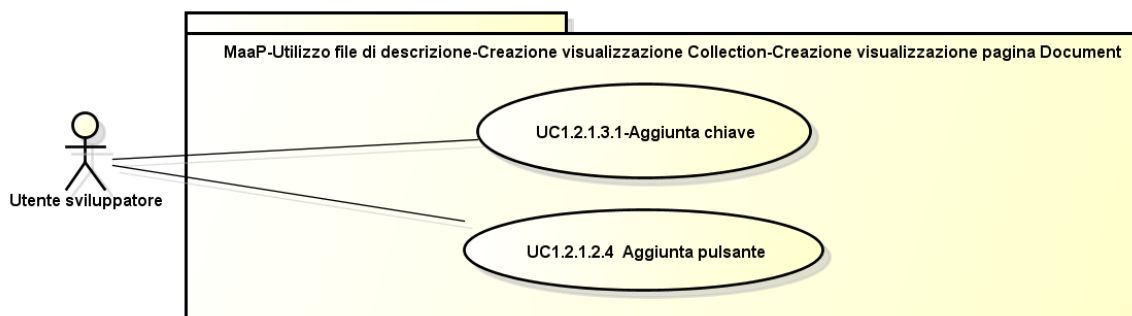 MaaP-Utilizzo file di descrizione-Creazione visualizzazione Collection-Creazione visualizzazione pagina Document
UC1.2.1.3.1-Aggiunta chiave
Utente sviluppatore
UC1.2.1.2.4 Aggiunta pulsante